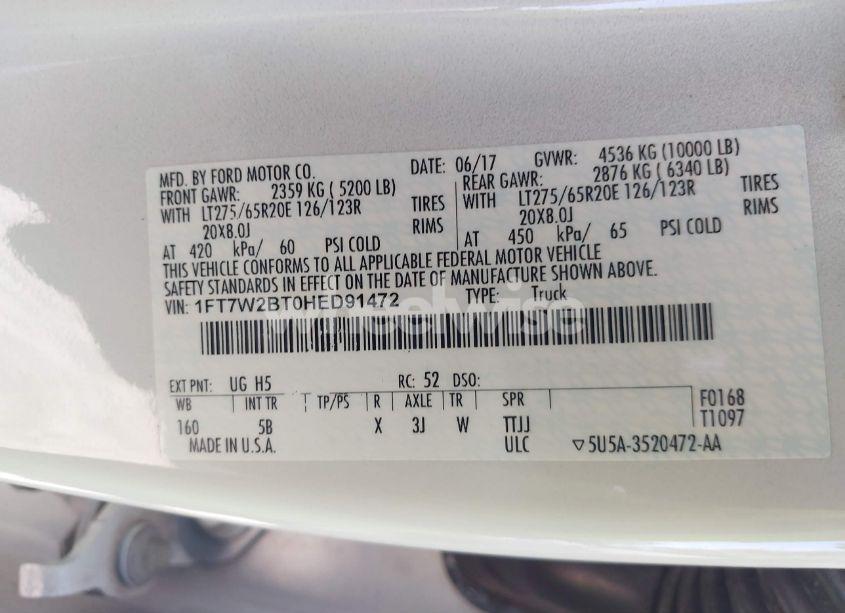 MFD. BY FORD MOTOR CO. DATE: 06/17 GVWR: 4536 KG (10000 LB)
FRONT GAWR: 2359 KG ( 5200 LB) REAR GAWR: 2876 KG ( 6340 LB)
WITH LT275/65R20E 126/123R TIRES WITH LT275/65R20E 126/123R TIRES
20X8.0J RIMS 20X8.0J RIMS
AT 420 kPa/ 60 PSI COLD AT 450 kPa/ 65 PSI COLD
THIS VEHICLE CONFORMS TO ALL APPLICABLE FEDERAL MOTOR VEHICLE
SAFETY STANDARDS IN EFFECT ON THE DATE OF MANUFACTURE SHOWN ABOVE.
VIN: 1FT7W2BT0HED91472 TYPE: Truck
wheelwise
EXT PNT: UG H5 RC: 52 DSO:
WB INT TR TP/PS R AXLE TR SPR F0168
160 5B X 3J W TTJJ T1097
MADE IN U.S.A. ULC ▽5U5A-3520472-AA